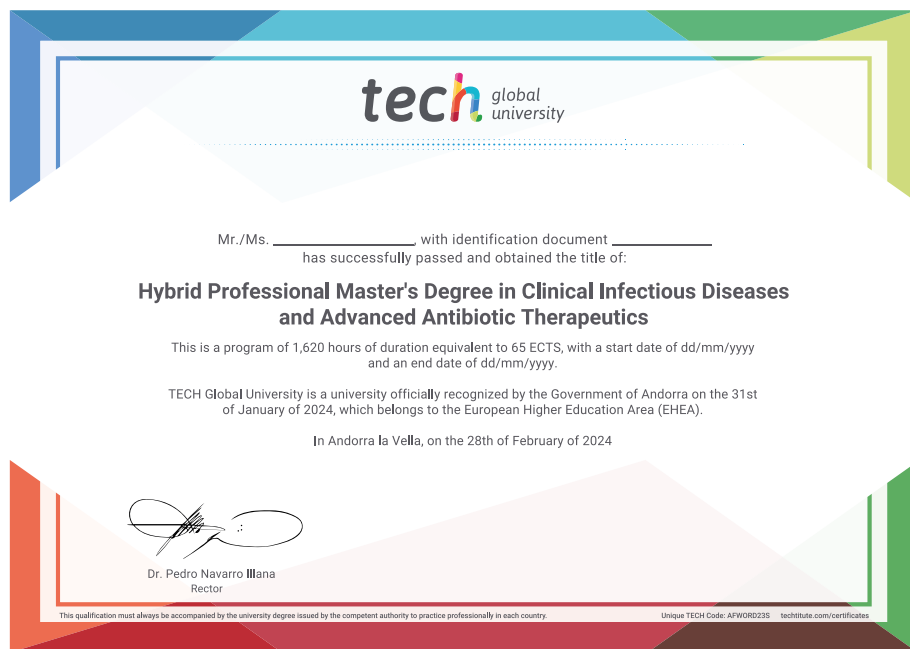 tech global
university
Mr./Ms. ________________, with identification document ____________
has successfully passed and obtained the title of:
Hybrid Professional Master's Degree in Clinical Infectious Diseases
and Advanced Antibiotic Therapeutics
This is a program of 1,620 hours of duration equivalent to 65 ECTS, with a start date of dd/mm/yyyy
and an end date of dd/mm/yyyy.
TECH Global University is a university officially recognized by the Government of Andorra on the 31st
of January of 2024, which belongs to the European Higher Education Area (EHEA).
In Andorra la Vella, on the 28th of February of 2024
Dr. Pedro Navarro Illana
Rector
This qualification must always be accompanied by the university degree issued by the competent authority to practice professionally in each country.
Unique TECH Code: AFWORD23S techtitute.com/certificates